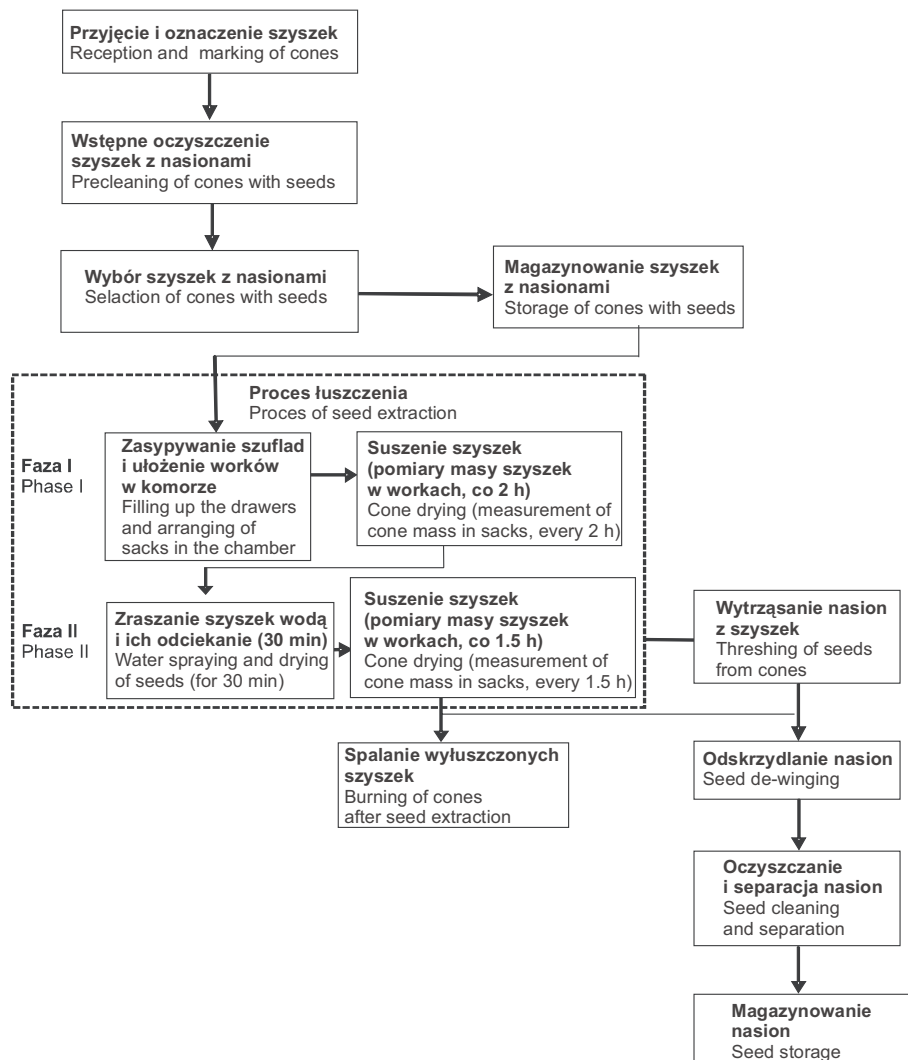 Przyjęcie i oznaczenie szyszek
Reception and marking of cones
Wstępne oczyszczenie
szyszek z nasionami
Precleaning of cones with seeds
Wybór szyszek z nasionami
Selaction of cones with seeds
Magazynowanie szyszek
z nasionami
Storage of cones with seeds
Proces łuszczenia
Proces of seed extraction
Faza I
Phase I
Zasypywanie szuflad
i ułożenie worków
w komorze
Filling up the drawers
and arranging of
sacks in the chamber
Suszenie szyszek
(pomiary masy szyszek
w workach, co 2 h)
Cone drying (measurement of
cone mass in sacks, every 2 h)
Faza II
Phase II
Zraszanie szyszek wodą
i ich odciekanie (30 min)
Water spraying and drying
of seeds (for 30 min)
Suszenie szyszek
(pomiary masy szyszek
w workach, co 1.5 h)
Cone drying (measurement of
cone mass in sacks, every 1.5 h)
Wytrząsanie nasion
z szyszek
Threshing of seeds
from cones
Spalanie wyłuszczonych
szyszek
Burning of cones
after seed extraction
Odskrzydlanie nasion
Seed de-winging
Oczyszczanie
i separacja nasion
Seed cleaning
and separation
Magazynowanie
nasion
Seed storage